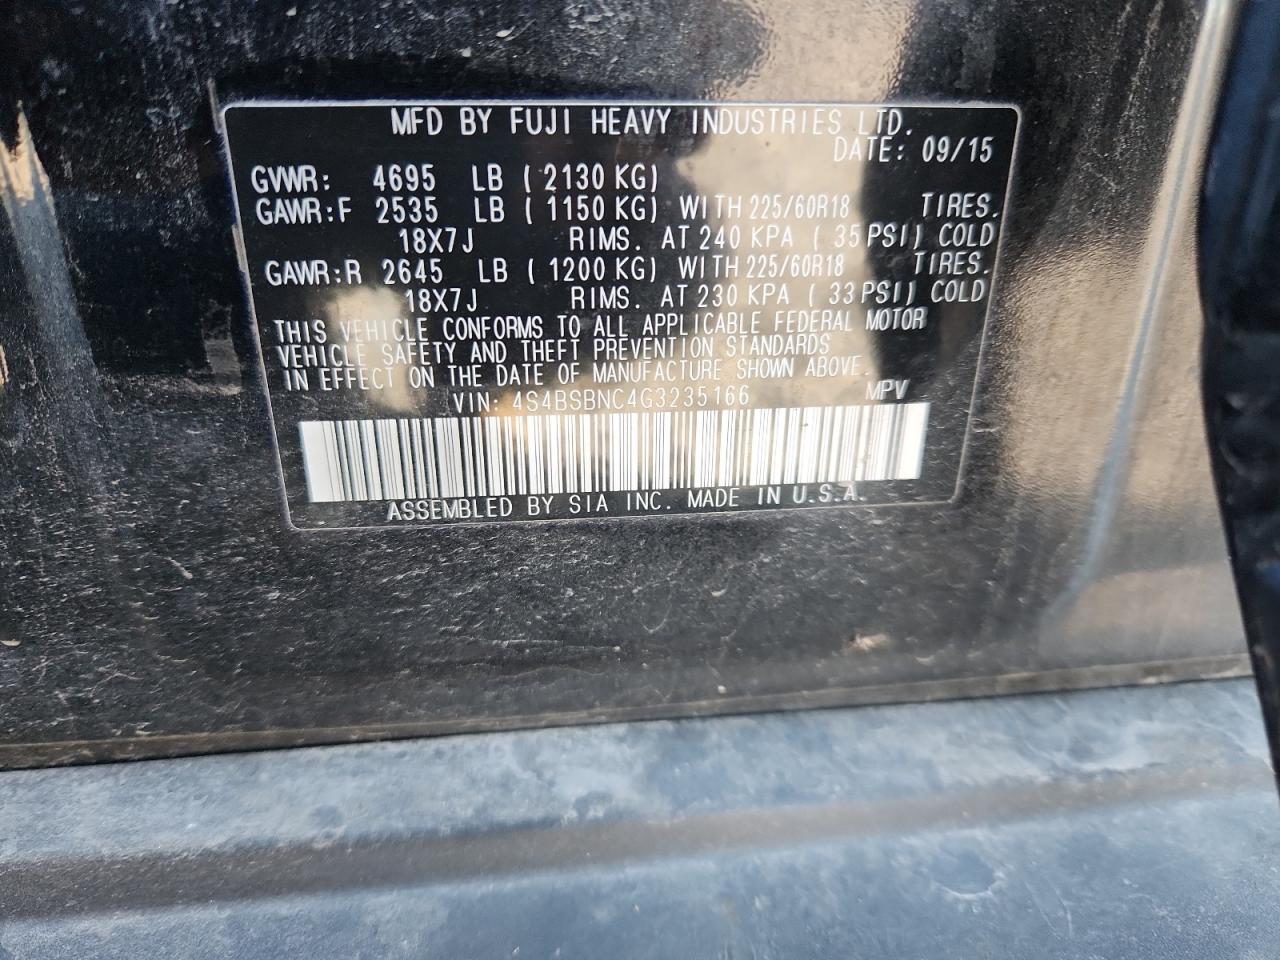 MFD BY FUJI HEAVY INDUSTRIES LTD.
DATE: 09/15
GVWR: 4695 LB ( 2130 KG)
GAWR:F 2535 LB ( 1150 KG) WITH 225/60R18 TIRES.
18X7J RIMS. AT 240 KPA ( 35 PSI) COLD
GAWR:R 2645 LB ( 1200 KG) WITH 225/60R18 TIRES.
18X7J RIMS. AT 230 KPA ( 33 PSI) COLD
THIS VEHICLE CONFORMS TO ALL APPLICABLE FEDERAL MOTOR
VEHICLE SAFETY AND THEFT PREVENTION STANDARDS
IN EFFECT ON THE DATE OF MANUFACTURE SHOWN ABOVE.
VIN: 4S4BSBNC4G3235166 MPV
ASSEMBLED BY SIA INC. MADE IN U.S.A.